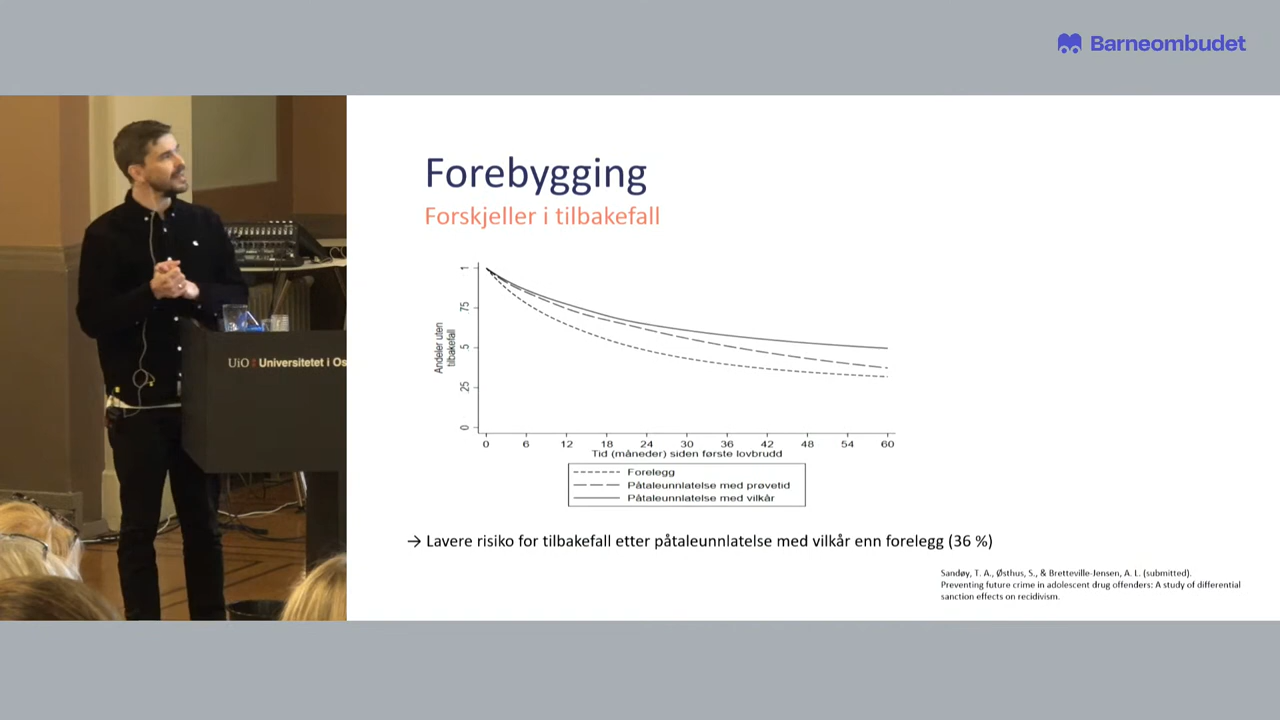 Barneombudet
UiO Universitetet i Os
Forebygging
Forskjeller i tilbakefall
Andeler uten
tilbakefall
1
.75
.5
.25
0
0 6 12 18 24 30 36 42 48 54 60
Tid (måneder) siden første lovbrudd
Forelegg
Påtaleunnlatelse med prøvetid
Påtaleunnlatelse med vilkår
→ Lavere risiko for tilbakefall etter påtaleunnlatelse med vilkår enn forelegg (36 %)
Sandøy, T. A., Østhus, S., & Bretteville-Jensen, A. L. (submitted).
Preventing future crime in adolescent drug offenders: A study of differential
sanction effects on recidivism.